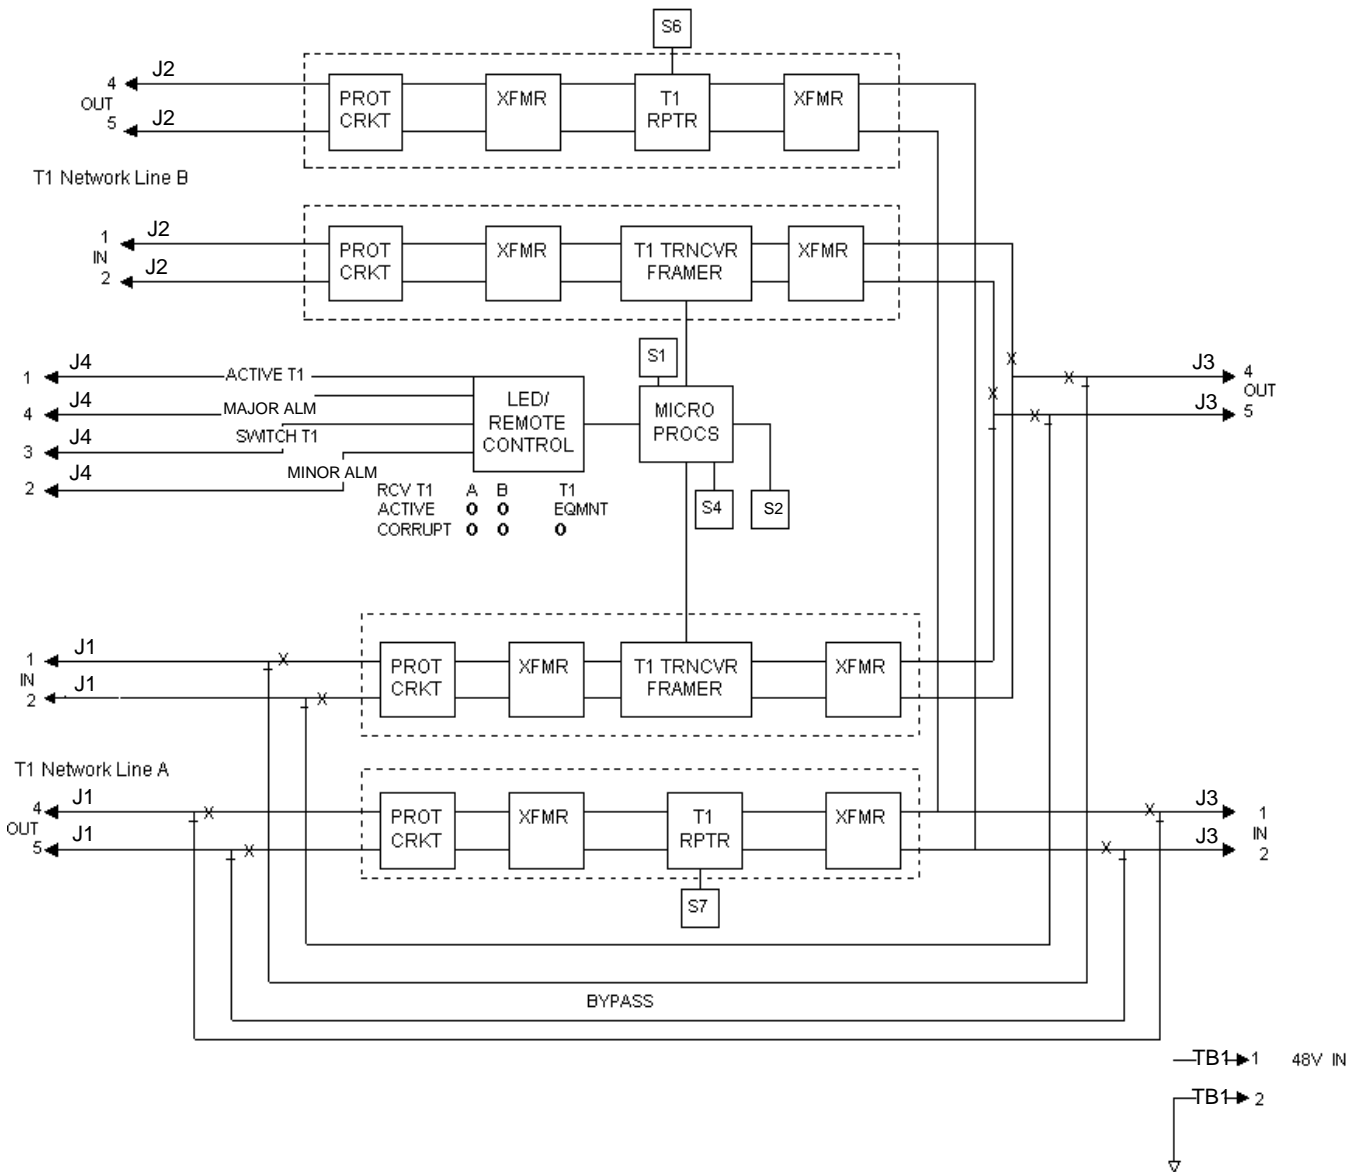 S6
J2
4
OUT
J2
5
PROT
CRKT
XFMR
T1
RPTR
XFMR
T1 Network Line B
J2
1
IN
J2
2
PROT
CRKT
XFMR
T1 TRNCVR
FRAMER
XFMR
J4
1
ACTIVE T1
J4
4
MAJOR ALM
J4
3
SWITCH T1
J4
2
MINOR ALM
LED/
REMOTE
CONTROL
S1
MICRO
PROCS
S4
S2
RCV T1 A B T1
ACTIVE O O EQMNT
CORRUPT O O O
X
X
X
X
J3
4
OUT
J3
5
J1
1
IN
J1
2
X
X
PROT
CRKT
XFMR
T1 TRNCVR
FRAMER
XFMR
T1 Network Line A
J1
4
OUT
J1
5
X
X
PROT
CRKT
XFMR
T1
RPTR
XFMR
S7
X
X
J3
1
IN
J3
2
BYPASS
TB1 1 48V IN
TB1 2